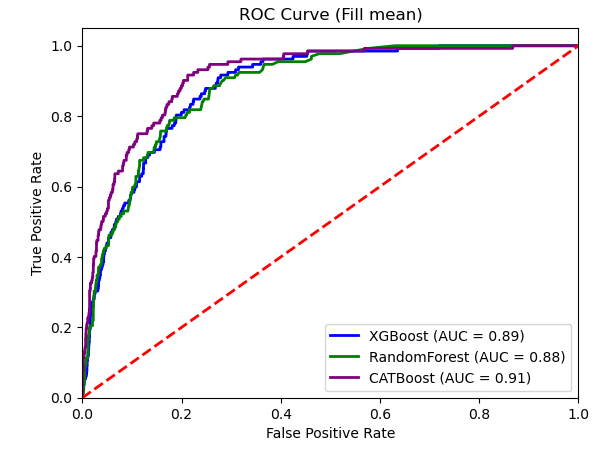 ROC Curve (Fill mean)
1.0
0.8
0.6
0.4
0.2
0.0
True Positive Rate
0.0 0.2 0.4 0.6 0.8 1.0
False Positive Rate
XGBoost (AUC = 0.89)
RandomForest (AUC = 0.88)
CATBoost (AUC = 0.91)